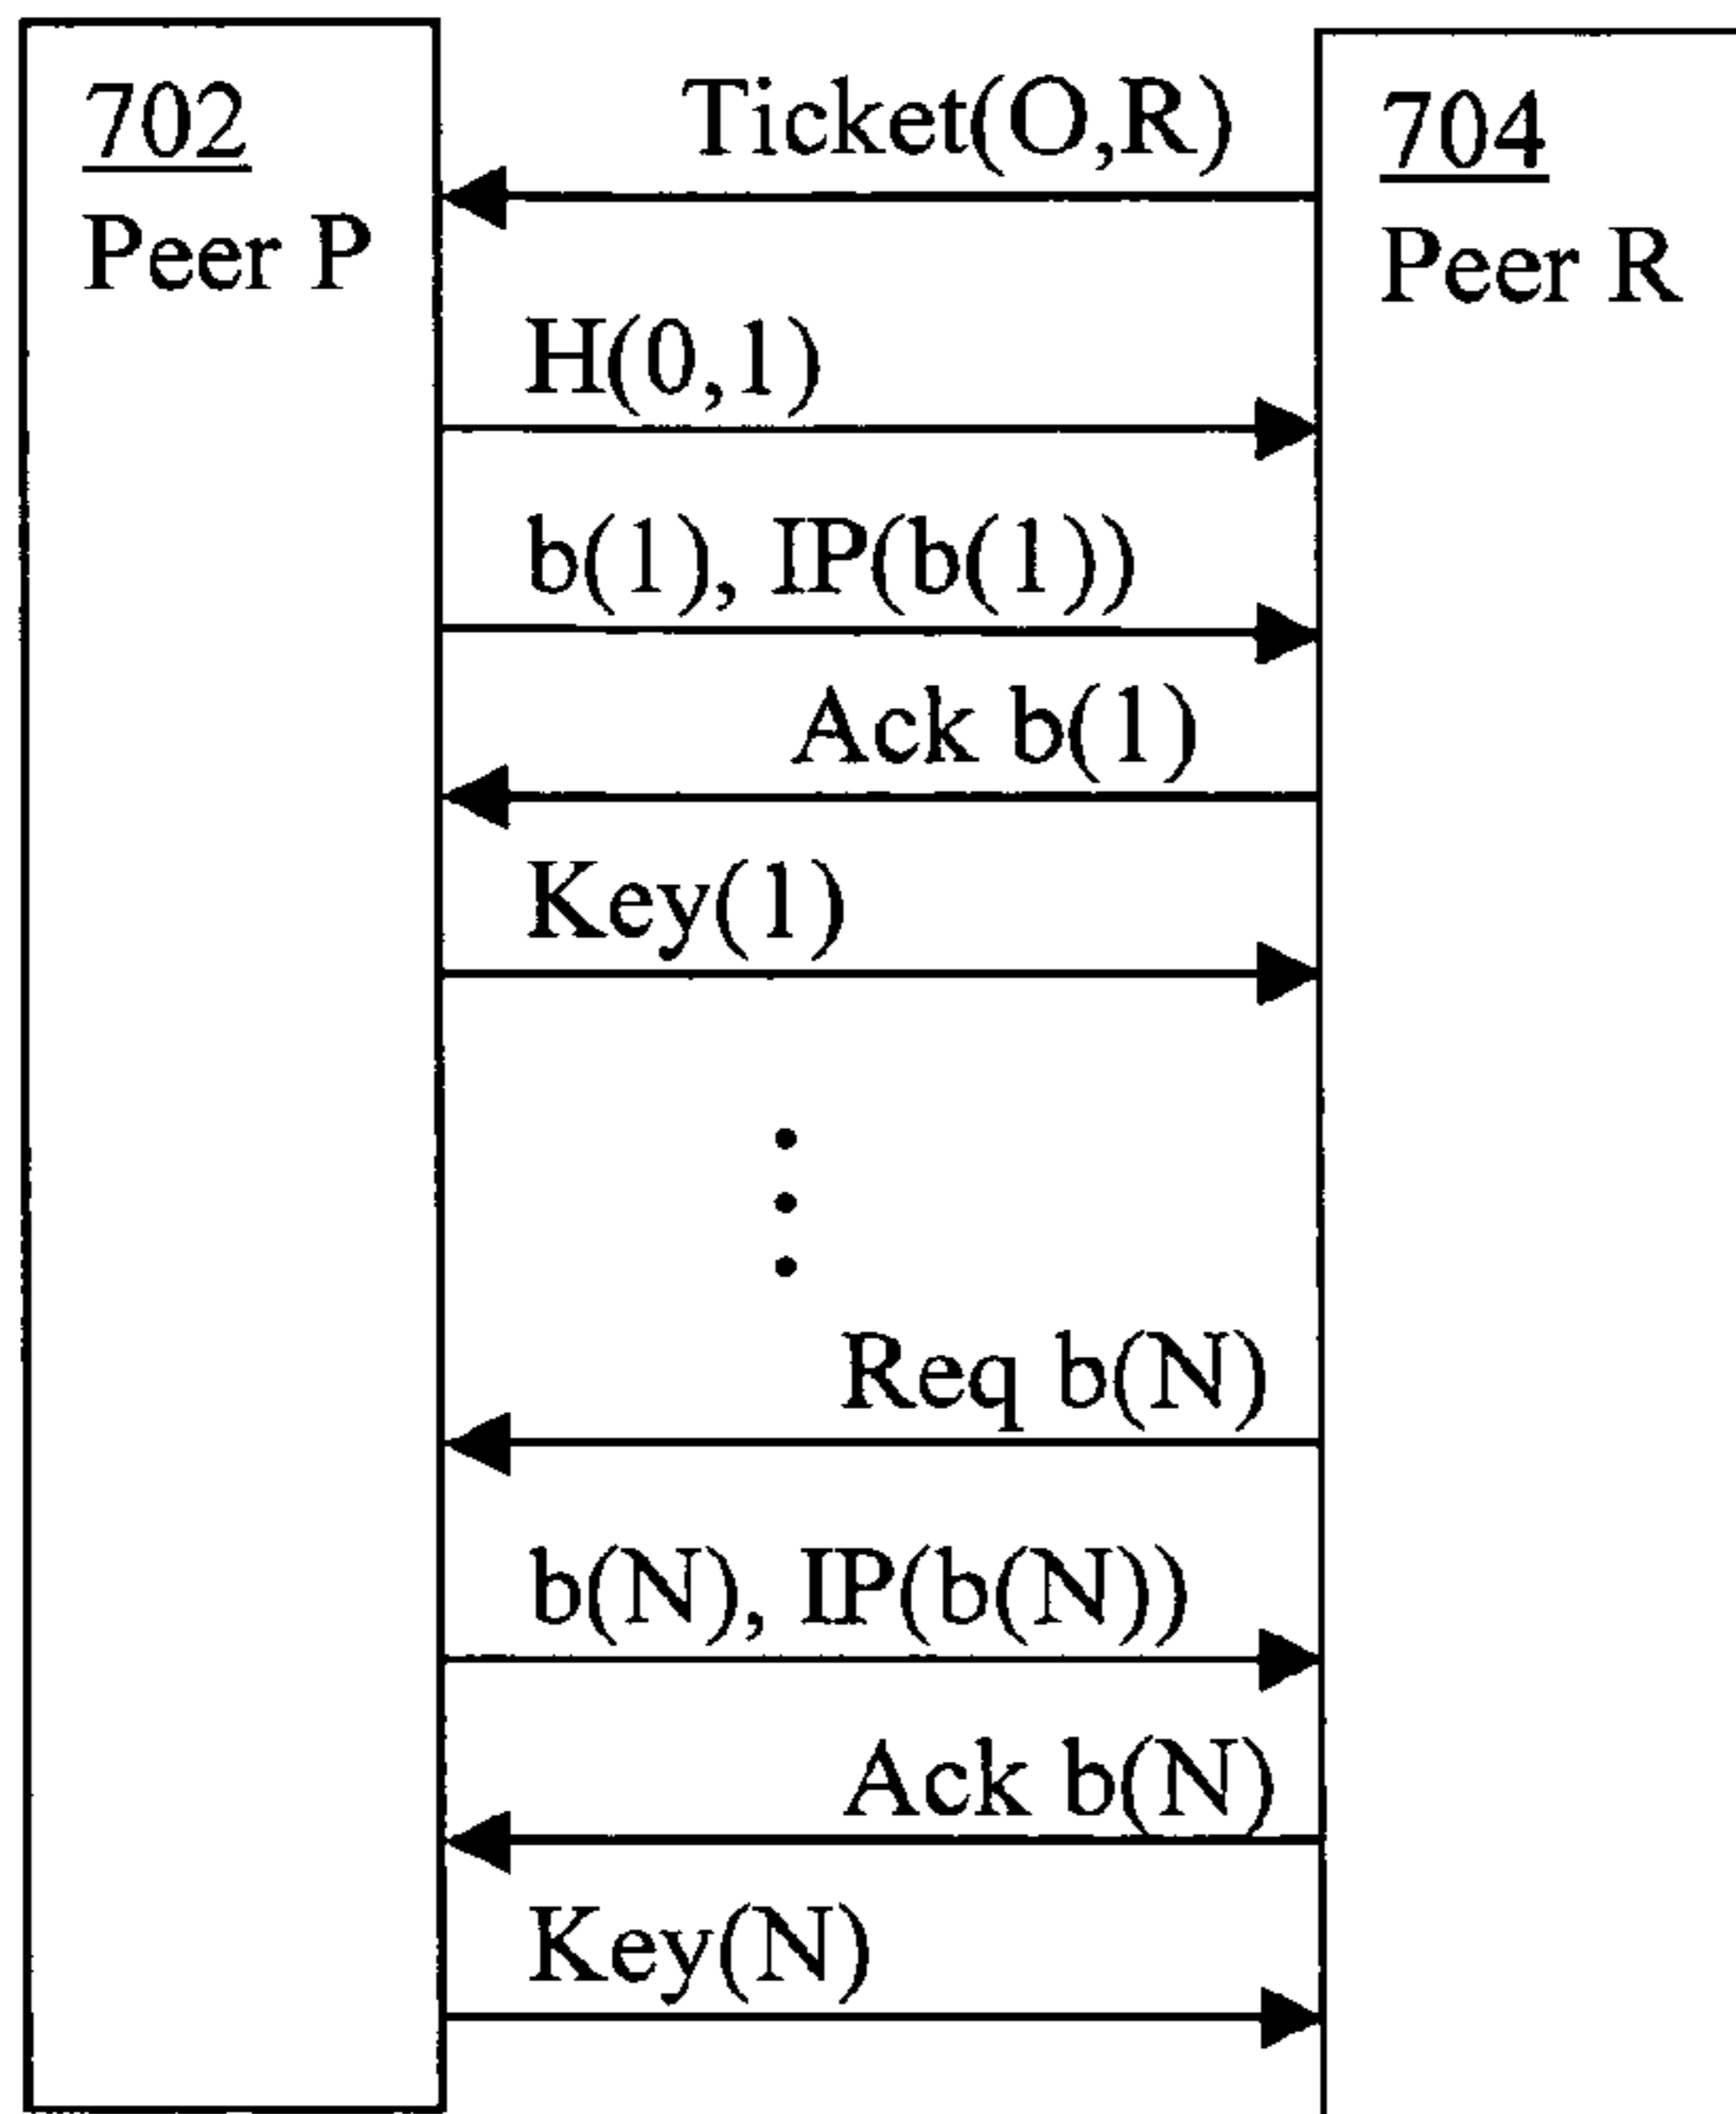 702
Peer P
704
Peer R
Ticket(O,R)
H(0,1)
b(1), IP(b(1))
Ack b(1)
Key(1)
Req b(N)
b(N), IP(b(N))
Ack b(N)
Key(N)